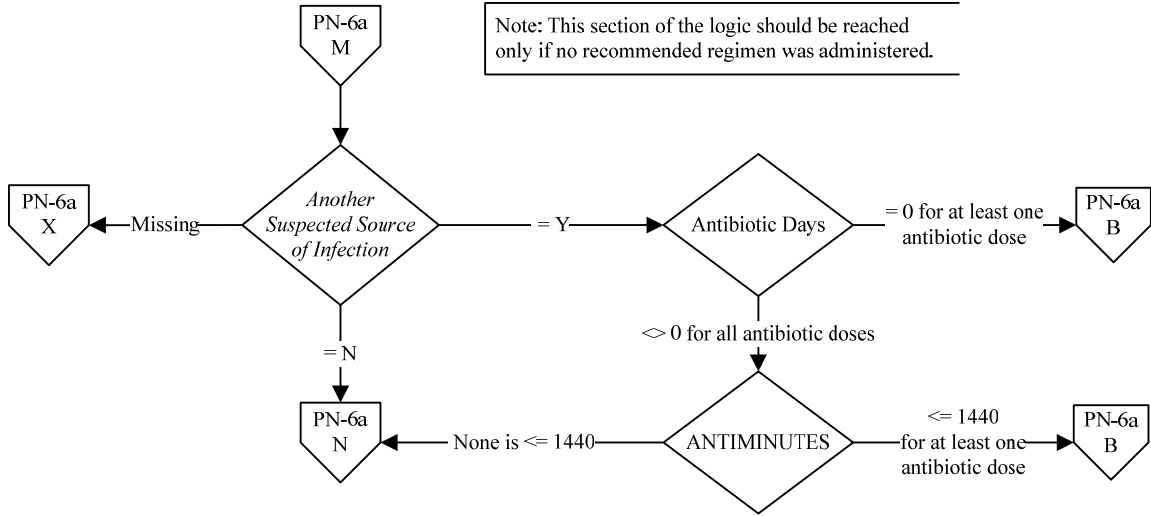 PN-6a
M
Note: This section of the logic should be reached
only if no recommended regimen was administered.
PN-6a
X
Missing
Another
Suspected Source
of Infection
= Y
Antibiotic Days
= 0 for at least one
antibiotic dose
PN-6a
B
= N
<> 0 for all antibiotic doses
PN-6a
N
None is <= 1440
ANTIMINUTES
<= 1440
for at least one
antibiotic dose
PN-6a
B